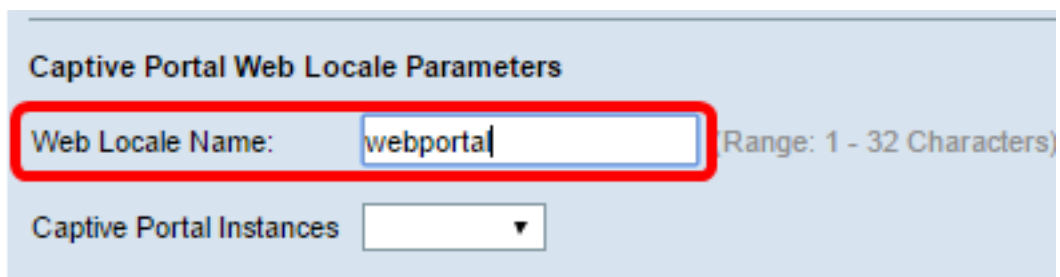 Captive Portal Web Locale Parameters
Web Locale Name: webportal (Range: 1 - 32 Characters)
Captive Portal Instances